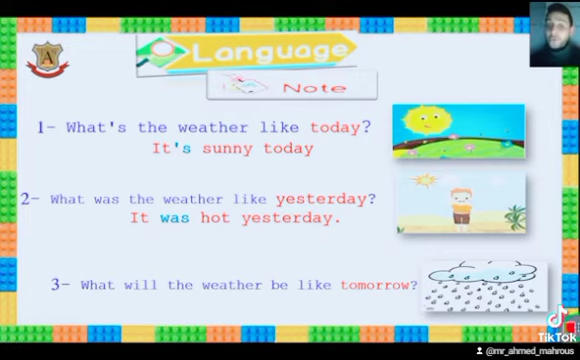 A
Language
Note
1- What's the weather like today?
It's sunny today
2- What was the weather like yesterday?
It was hot yesterday.
3- What will the weather be like tomorrow?
TikTok
@mr_ahmed_mahrous